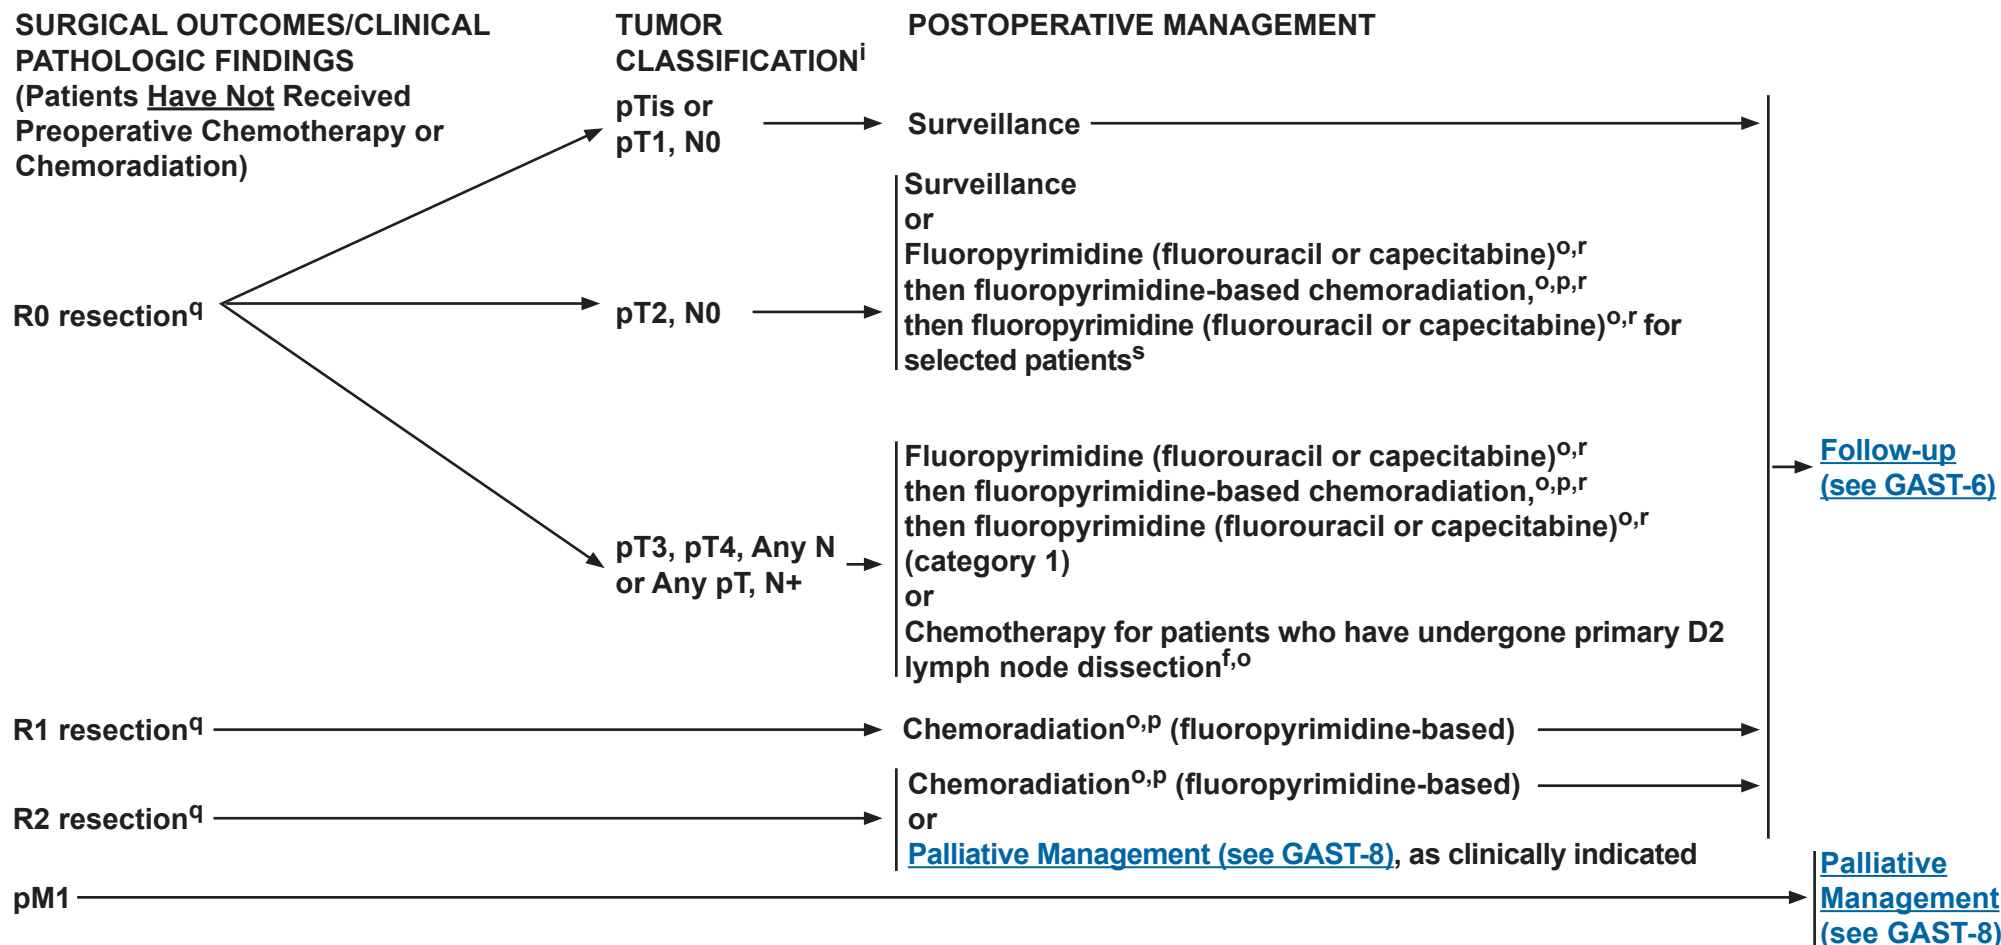 SURGICAL OUTCOMES/CLINICAL
PATHOLOGIC FINDINGS
(Patients Have Not Received
Preoperative Chemotherapy or
Chemoradiation)
TUMOR
CLASSIFICATIONi
POSTOPERATIVE MANAGEMENT
pTis or
pT1, N0
Surveillance
R0 resectionq
pT2, N0
Surveillance
or
Fluoropyrimidine (fluorouracil or capecitabine)o,r
then fluoropyrimidine-based chemoradiation,o,p,r
then fluoropyrimidine (fluorouracil or capecitabine)o,r for
selected patientss
pT3, pT4, Any N
or Any pT, N+
Fluoropyrimidine (fluorouracil or capecitabine)o,r
then fluoropyrimidine-based chemoradiation,o,p,r
then fluoropyrimidine (fluorouracil or capecitabine)o,r
(category 1)
or
Chemotherapy for patients who have undergone primary D2
lymph node dissectionf,o
Follow-up
(see GAST-6)
R1 resectionq
Chemoradiationo,p (fluoropyrimidine-based)
R2 resectionq
Chemoradiationo,p (fluoropyrimidine-based)
or
Palliative Management (see GAST-8), as clinically indicated
pM1
Palliative
Management
(see GAST-8)